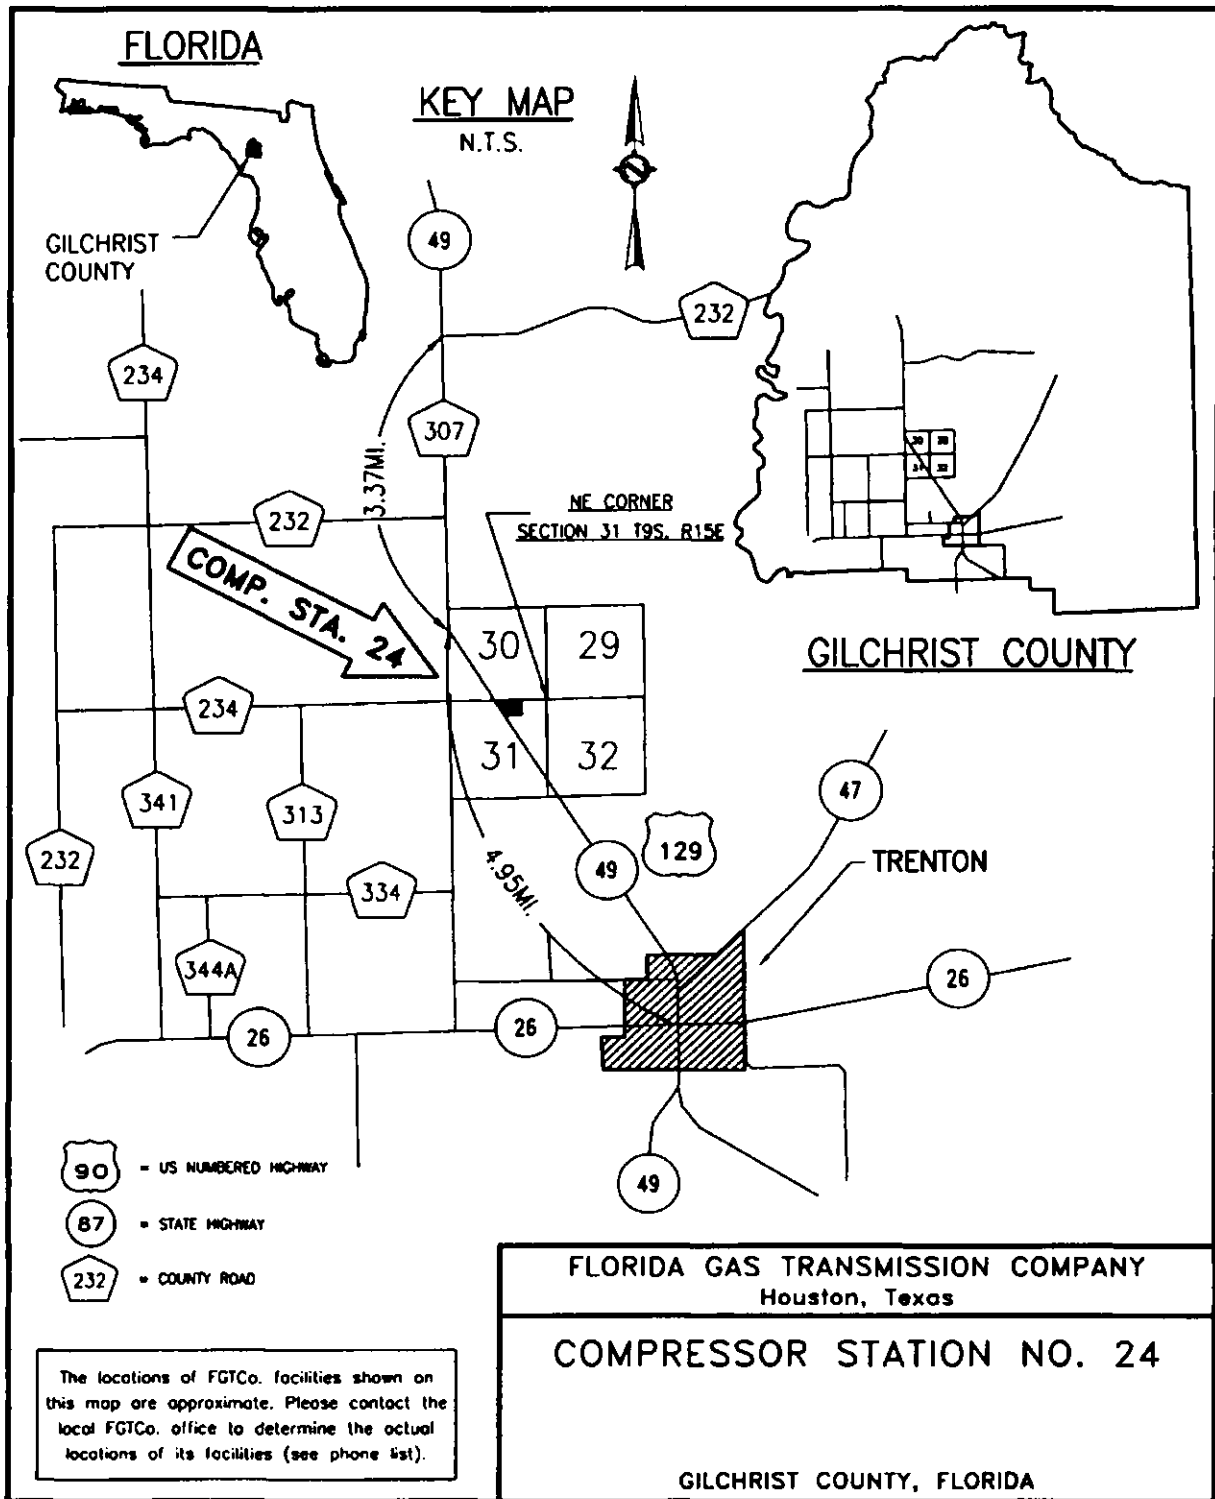 FLORIDA
KEY MAP
N.T.S.
GILCHRIST
COUNTY
49
232
234
307
3.37MI.
NE CORNER
SECTION 31 T9S, R15E
232
COMP. STA. 24
30
29
31
32
30
29
31
32
GILCHRIST COUNTY
234
341
313
232
334
344A
4.95MI.
49
129
47
TRENTON
26
26
26
49
90 = US NUMBERED HIGHWAY
87 = STATE HIGHWAY
232 = COUNTY ROAD
The locations of FGTCo. facilities shown on
this map are approximate. Please contact the
local FGTCo. office to determine the actual
locations of its facilities (see phone list).
FLORIDA GAS TRANSMISSION COMPANY
Houston, Texas
COMPRESSOR STATION NO. 24
GILCHRIST COUNTY, FLORIDA